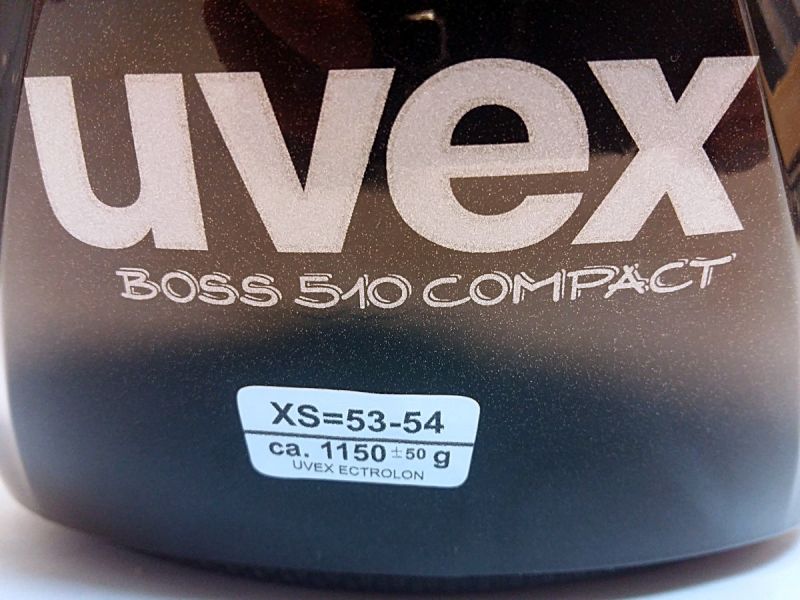 uvex
BOSS 510 COMPACT
XS=53-54
ca. 1150 ±50 g
UVEX ECTROLON